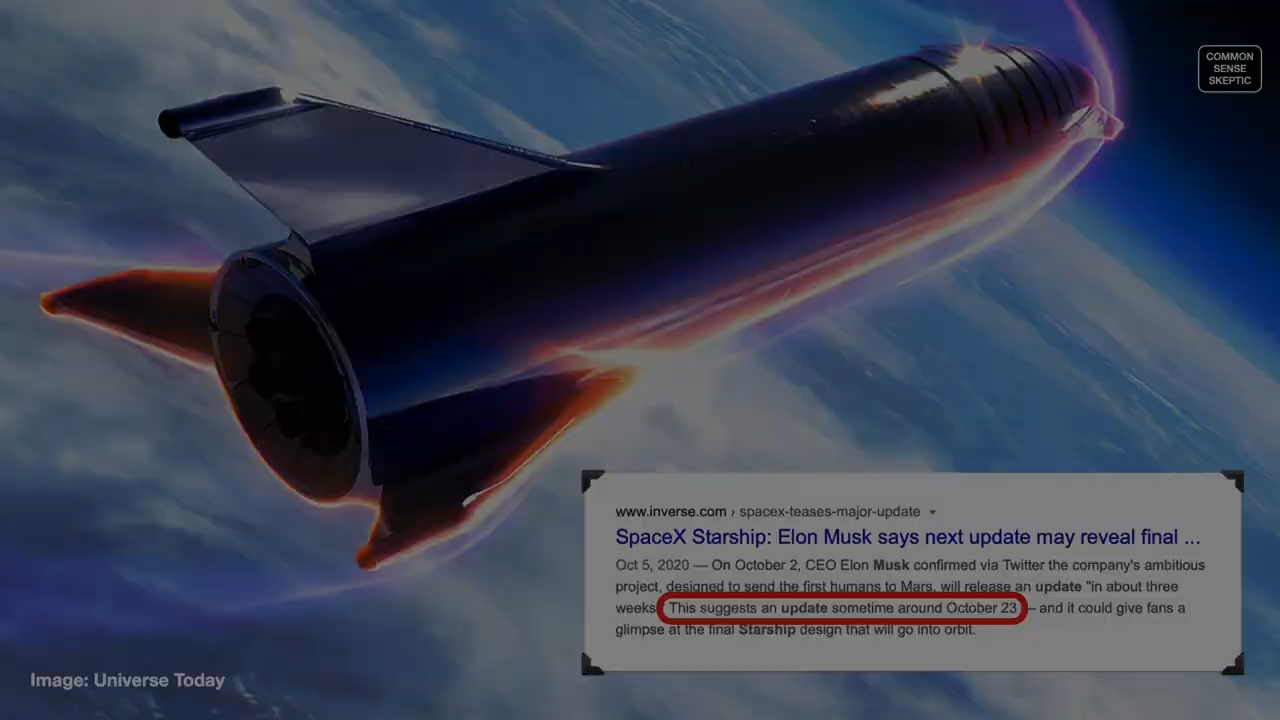 COMMON
SENSE
SKEPTIC
www.inverse.com › spacex-teases-major-update
SpaceX Starship: Elon Musk says next update may reveal final ...
Oct 5, 2020 — On October 2, CEO Elon Musk confirmed via Twitter the company's ambitious
project, designed to send the first humans to Mars, will release an update "in about three
weeks. This suggests an update sometime around October 23 – and it could give fans a
glimpse at the final Starship design that will go into orbit.
Image: Universe Today